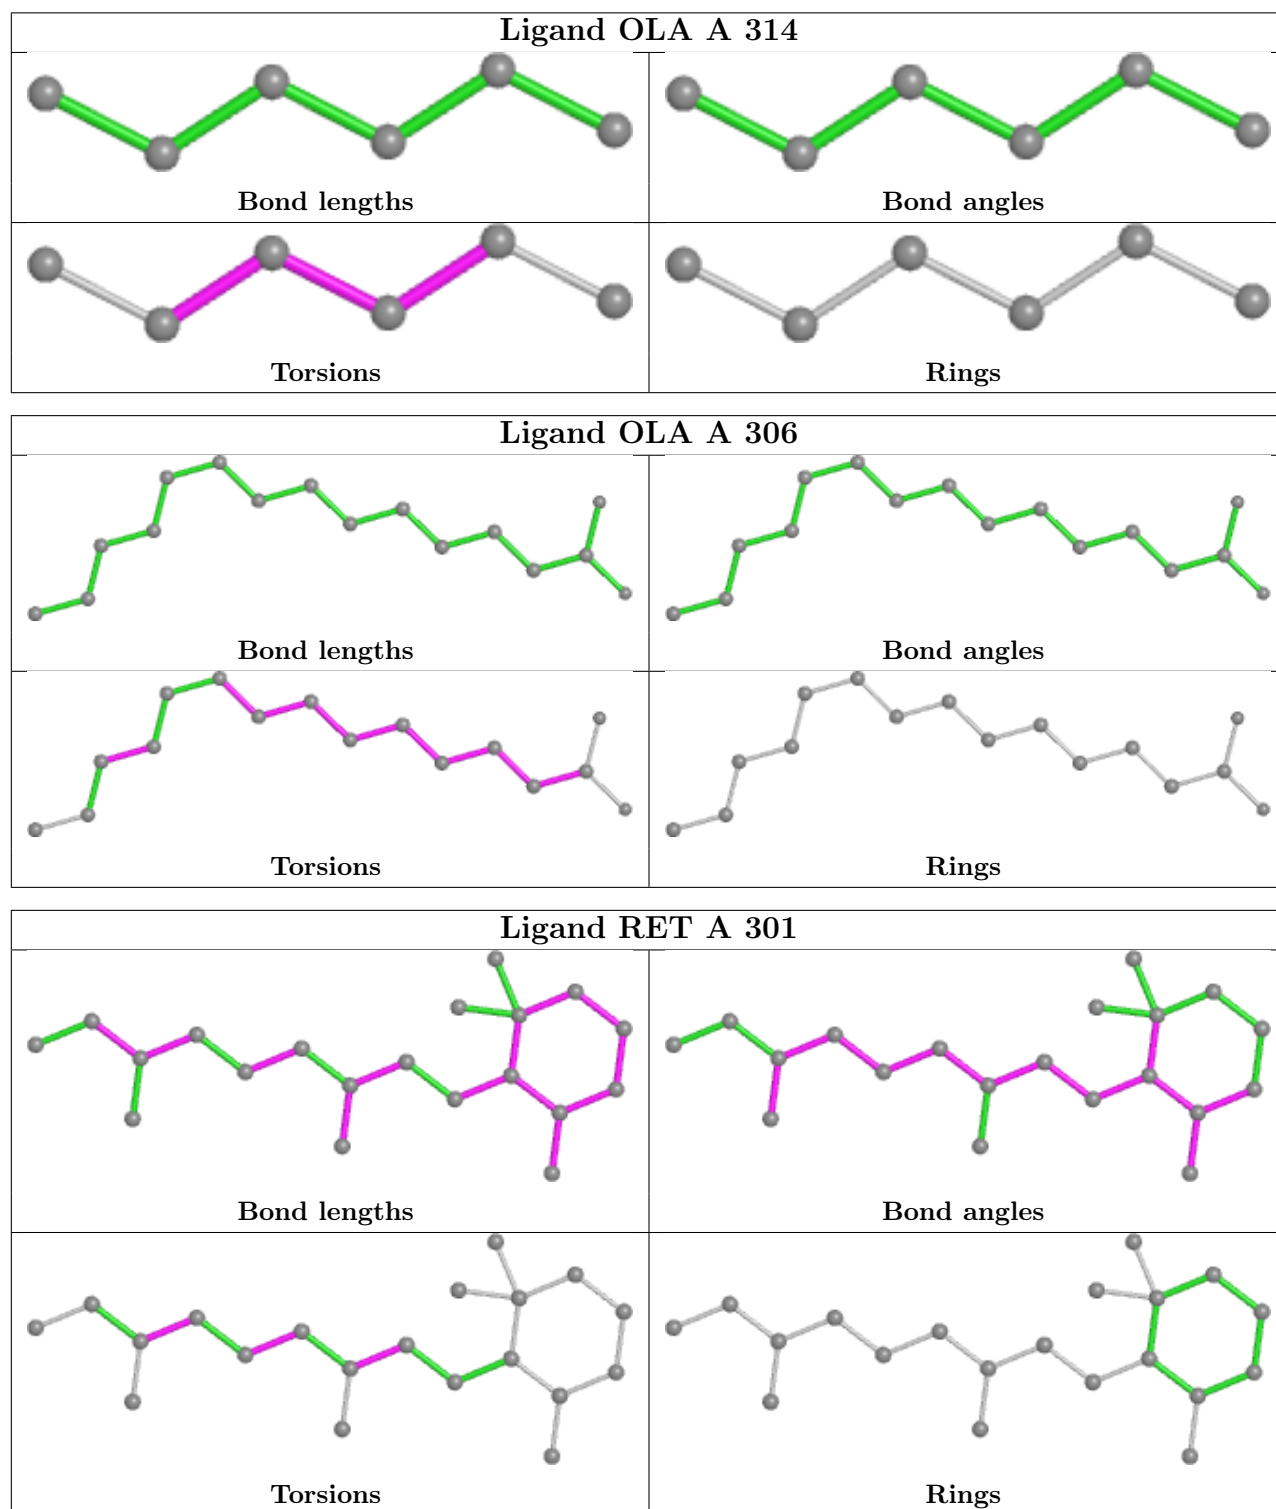 Ligand OLA A 314
Bond lengths
Bond angles
Torsions
Rings
Ligand OLA A 306
Bond lengths
Bond angles
Torsions
Rings
Ligand RET A 301
Bond lengths
Bond angles
Torsions
Rings